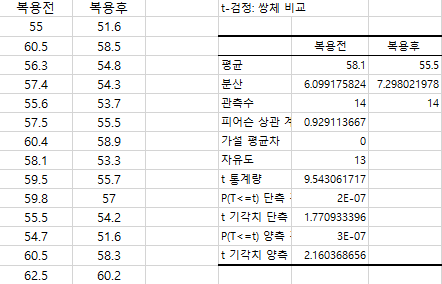 복용전 복용후 t-검정: 쌍체 비교
55 51.6
60.5 58.5 복용전 복용후
56.3 54.8 평균 58.1 55.5
57.4 54.3 분산 6.099175824 7.298021978
55.6 53.7 관측수 14 14
57.5 55.5 피어슨 상관 계 0.929113667
60.4 58.9 가설 평균차 0
58.1 53.3 자유도 13
59.5 55.7 t 통계량 9.543061717
59.8 57 P(T<=t) 단측 2E-07
55.5 54.2 t 기각치 단측 1.770933396
54.7 51.6 P(T<=t) 양측 3E-07
60.5 58.3 t 기각치 양측 2.160368656
62.5 60.2